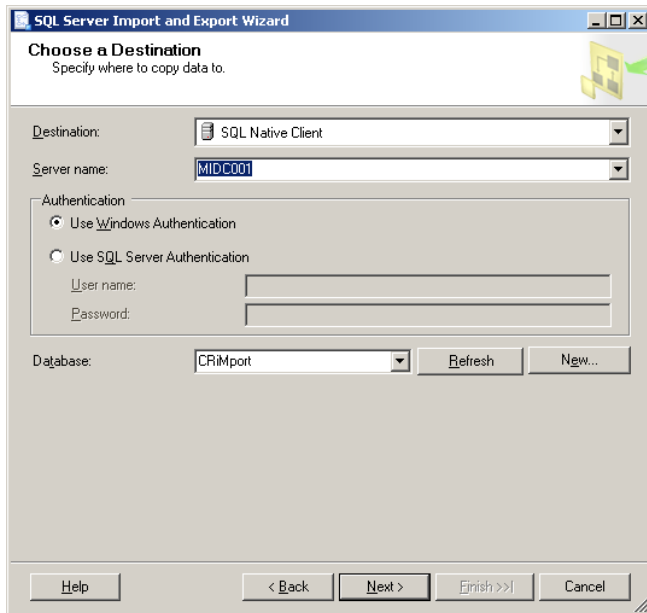 SQL Server Import and Export Wizard
Choose a Destination
Specify where to copy data to.
Destination: SQL Native Client
Server name: MIDC001
Authentication
Use Windows Authentication
Use SQL Server Authentication
User name:
Password:
Database: CRiMport Refresh New...
Help < Back Next > Finish >>| Cancel